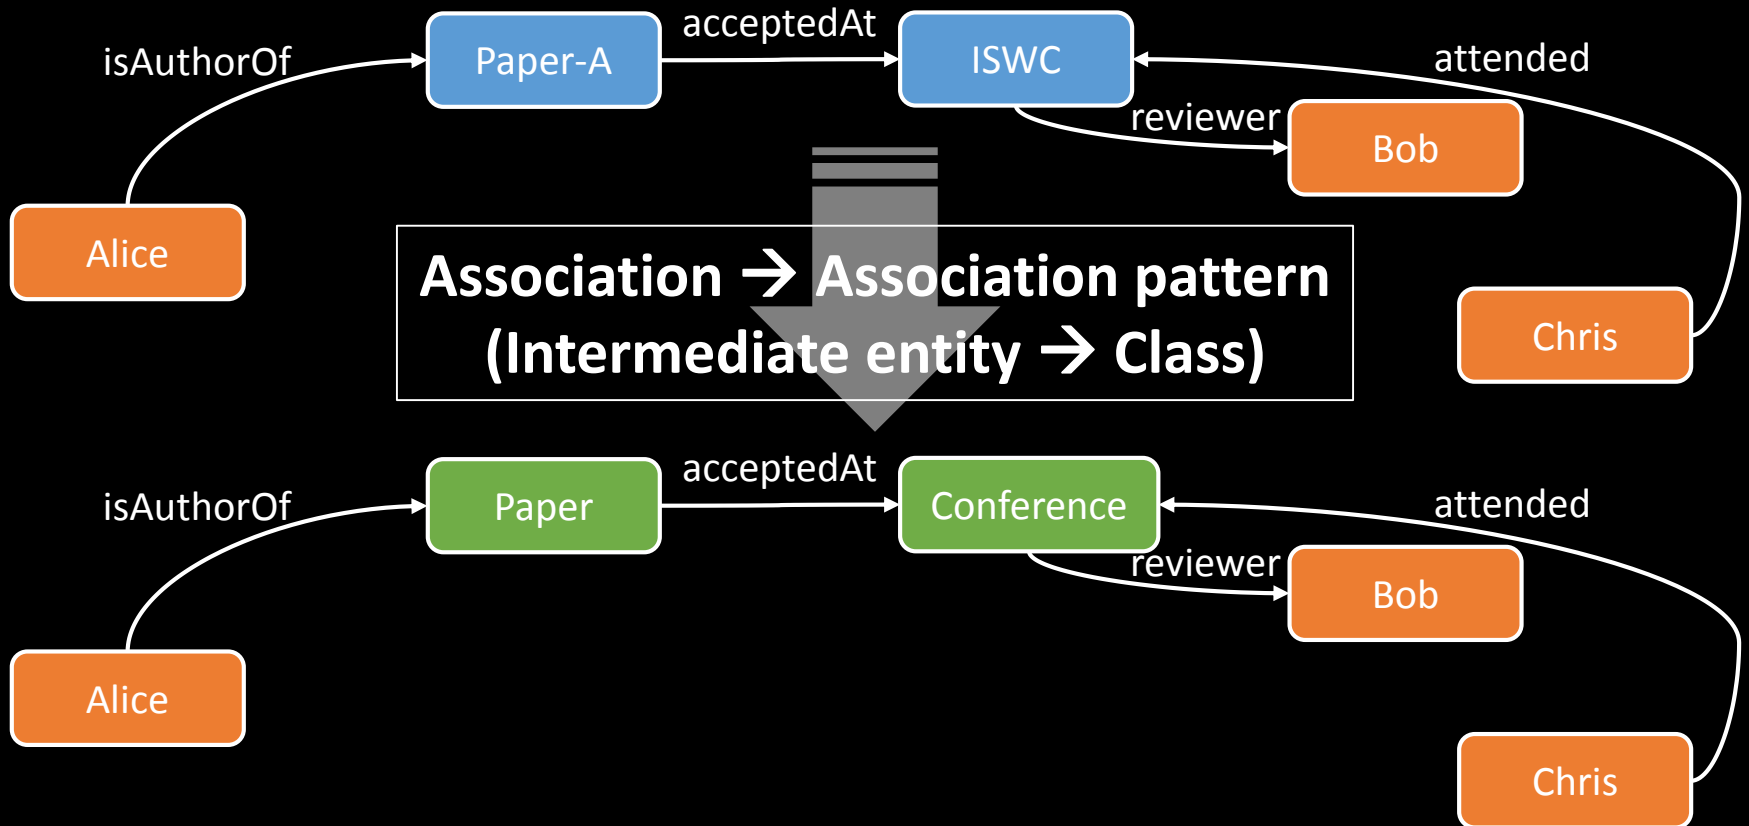 isAuthorOf
Paper-A
acceptedAt
ISWC
attended
reviewer
Bob
Alice
Chris
Association → Association pattern
(Intermediate entity → Class)
isAuthorOf
Paper
acceptedAt
Conference
attended
reviewer
Bob
Alice
Chris